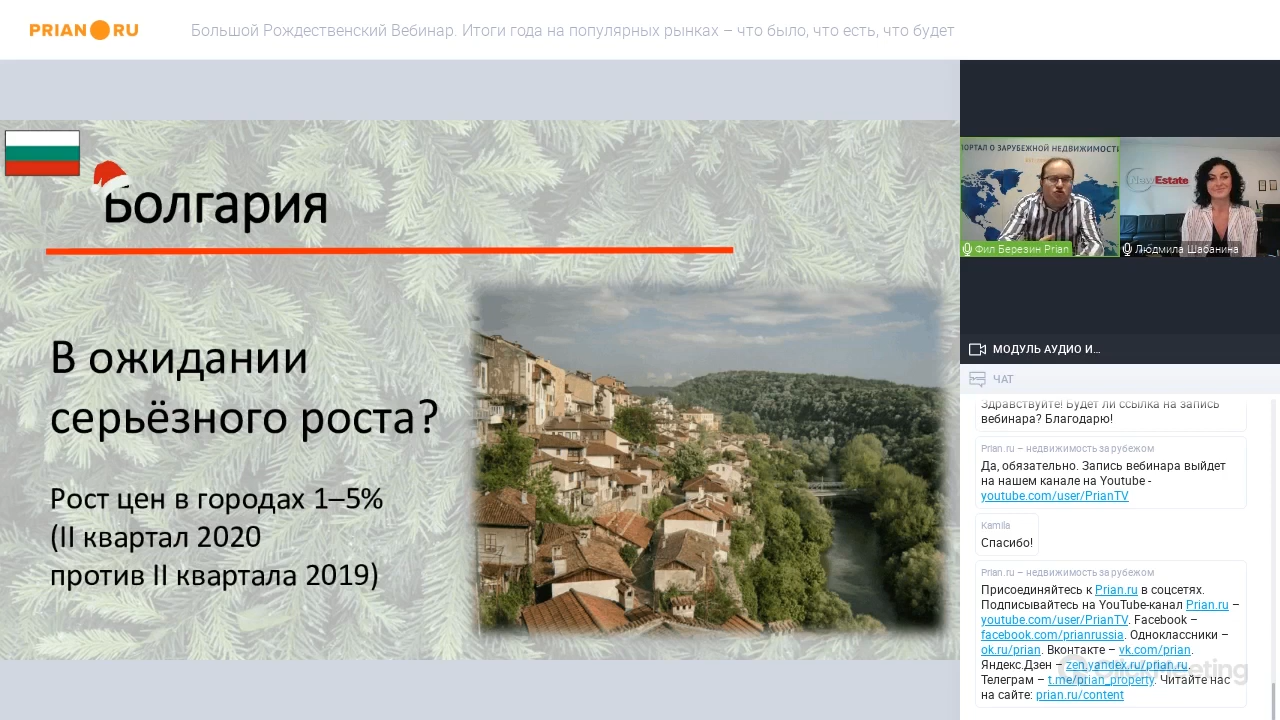 PRIAN RU
Большой Рождественский Вебинар. Итоги года на популярных рынках – что было, что есть, что будет
Болгария
В ожидании
серьёзного роста?
Рост цен в городах 1–5%
(II квартал 2020
против II квартала 2019)
ПОРТАЛ О ЗАРУБЕЖНОЙ НЕДВИЖИМОСТИ
Фил Березин Prian
NewEstate
Людмила Шабанина
МОДУЛЬ АУДИО И...
ЧАТ
Здравствуйте! Будет ли ссылка на запись
вебинара? Благодарю!
Prian.ru – недвижимость за рубежом
Да, обязательно. Запись вебинара выйдет
на нашем канале на Youtube -
youtube.com/user/PrianTV
Kamila
Спасибо!
Prian.ru – недвижимость за рубежом
Присоединяйтесь к Prian.ru в соцсетях.
Подписывайтесь на YouTube-канал Prian.ru –
youtube.com/user/PrianTV. Facebook –
facebook.com/prianrussia. Одноклассники –
ok.ru/prian. Вконтакте – vk.com/prian.
Яндекс.Дзен – zen.yandex.ru/prian.ru.
Телеграм – t.me/prian_property. Читайте нас
на сайте: prian.ru/content
ClickMeeting